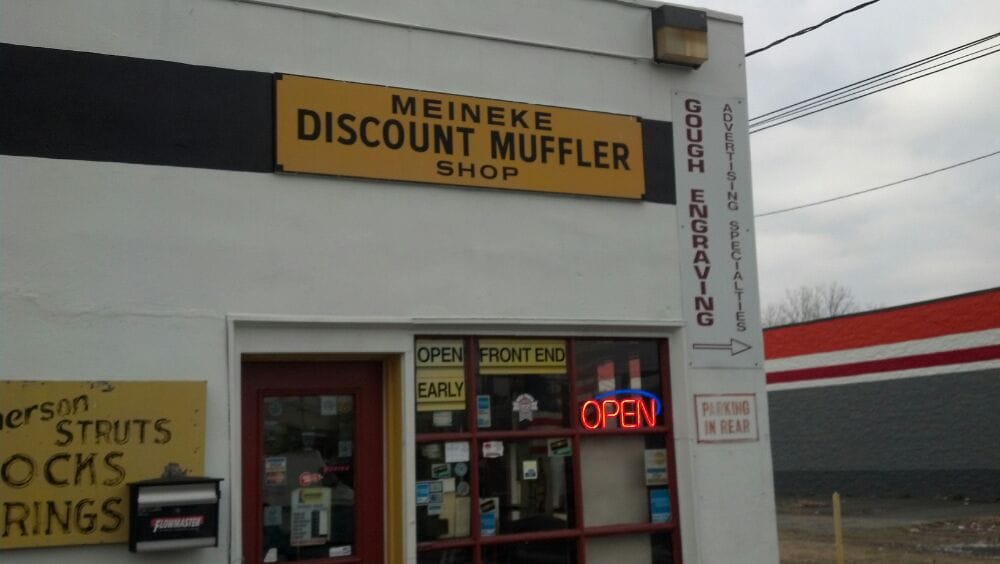 MEINEKE
DISCOUNT MUFFLER
SHOP
GOUGH ENGRAVING
ADVERTISING SPECIALTIES
PARKING
IN REAR
OPEN
EARLY
FRONT END
OPEN
herson
STRUTS
OCKS
RINGS
FLOWMASTER